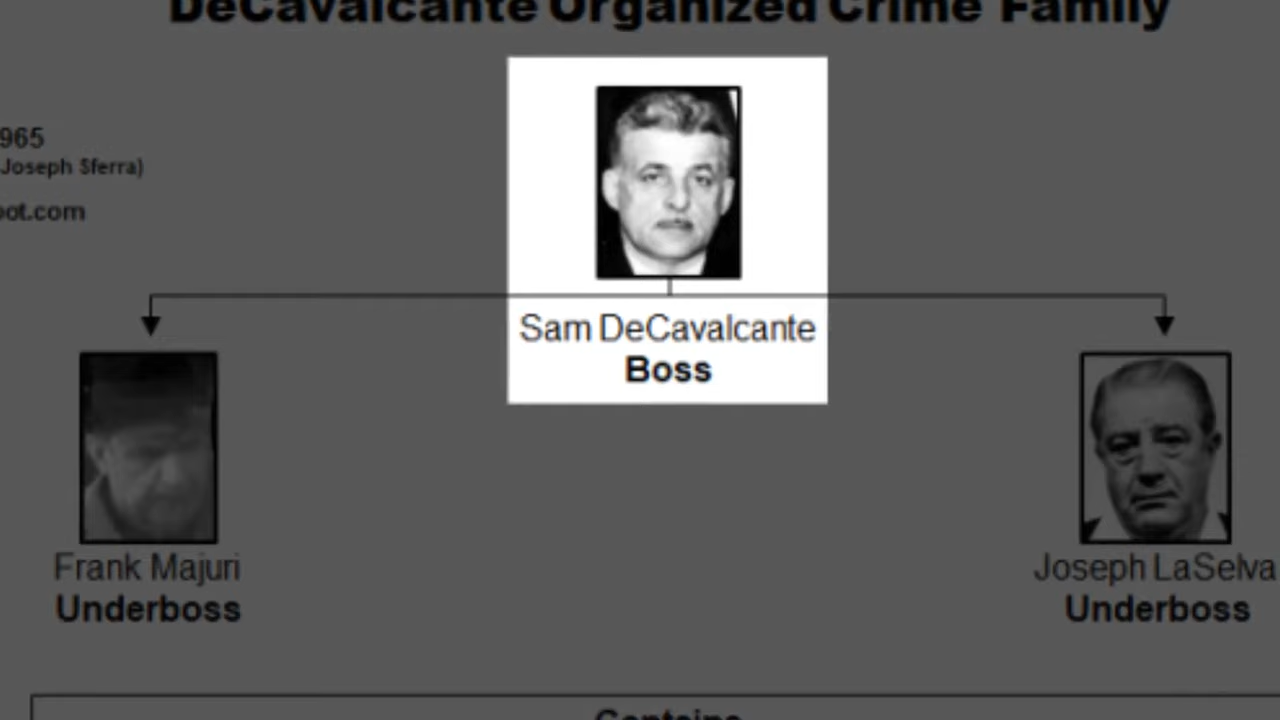 DeCavalcante Organized Crime Family
965
Joseph Sferra)
ot.com
Sam DeCavalcante
Boss
Frank Majuri
Underboss
Joseph LaSelva
Underboss